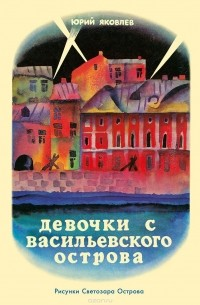 ЮРИЙ ЯКОВЛЕВ
ДЕВОЧКИ С
ВАСИЛЬЕВСКОГО
ОСТРОВА
Рисунки Светозара Острова